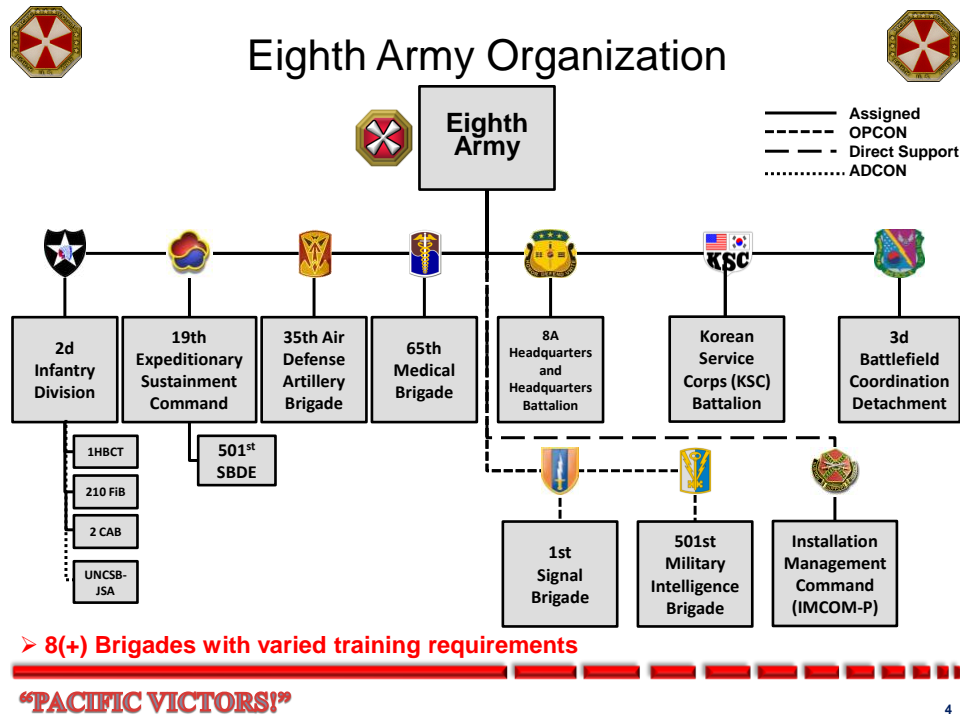 Eighth Army Organization
Eighth
Army
Assigned
OPCON
Direct Support
ADCON
KSC
2d
Infantry
Division
19th
Expeditionary
Sustainment
Command
35th Air
Defense
Artillery
Brigade
65th
Medical
Brigade
8A
Headquarters
and
Headquarters
Battalion
Korean
Service
Corps (KSC)
Battalion
3d
Battlefield
Coordination
Detachment
1HBCT
210 FiB
2 CAB
UNCSB-
JSA
501st
SBDE
1st
Signal
Brigade
501st
Military
Intelligence
Brigade
Installation
Management
Command
(IMCOM-P)
➢ 8(+) Brigades with varied training requirements
“PACIFIC VICTORS!”
4